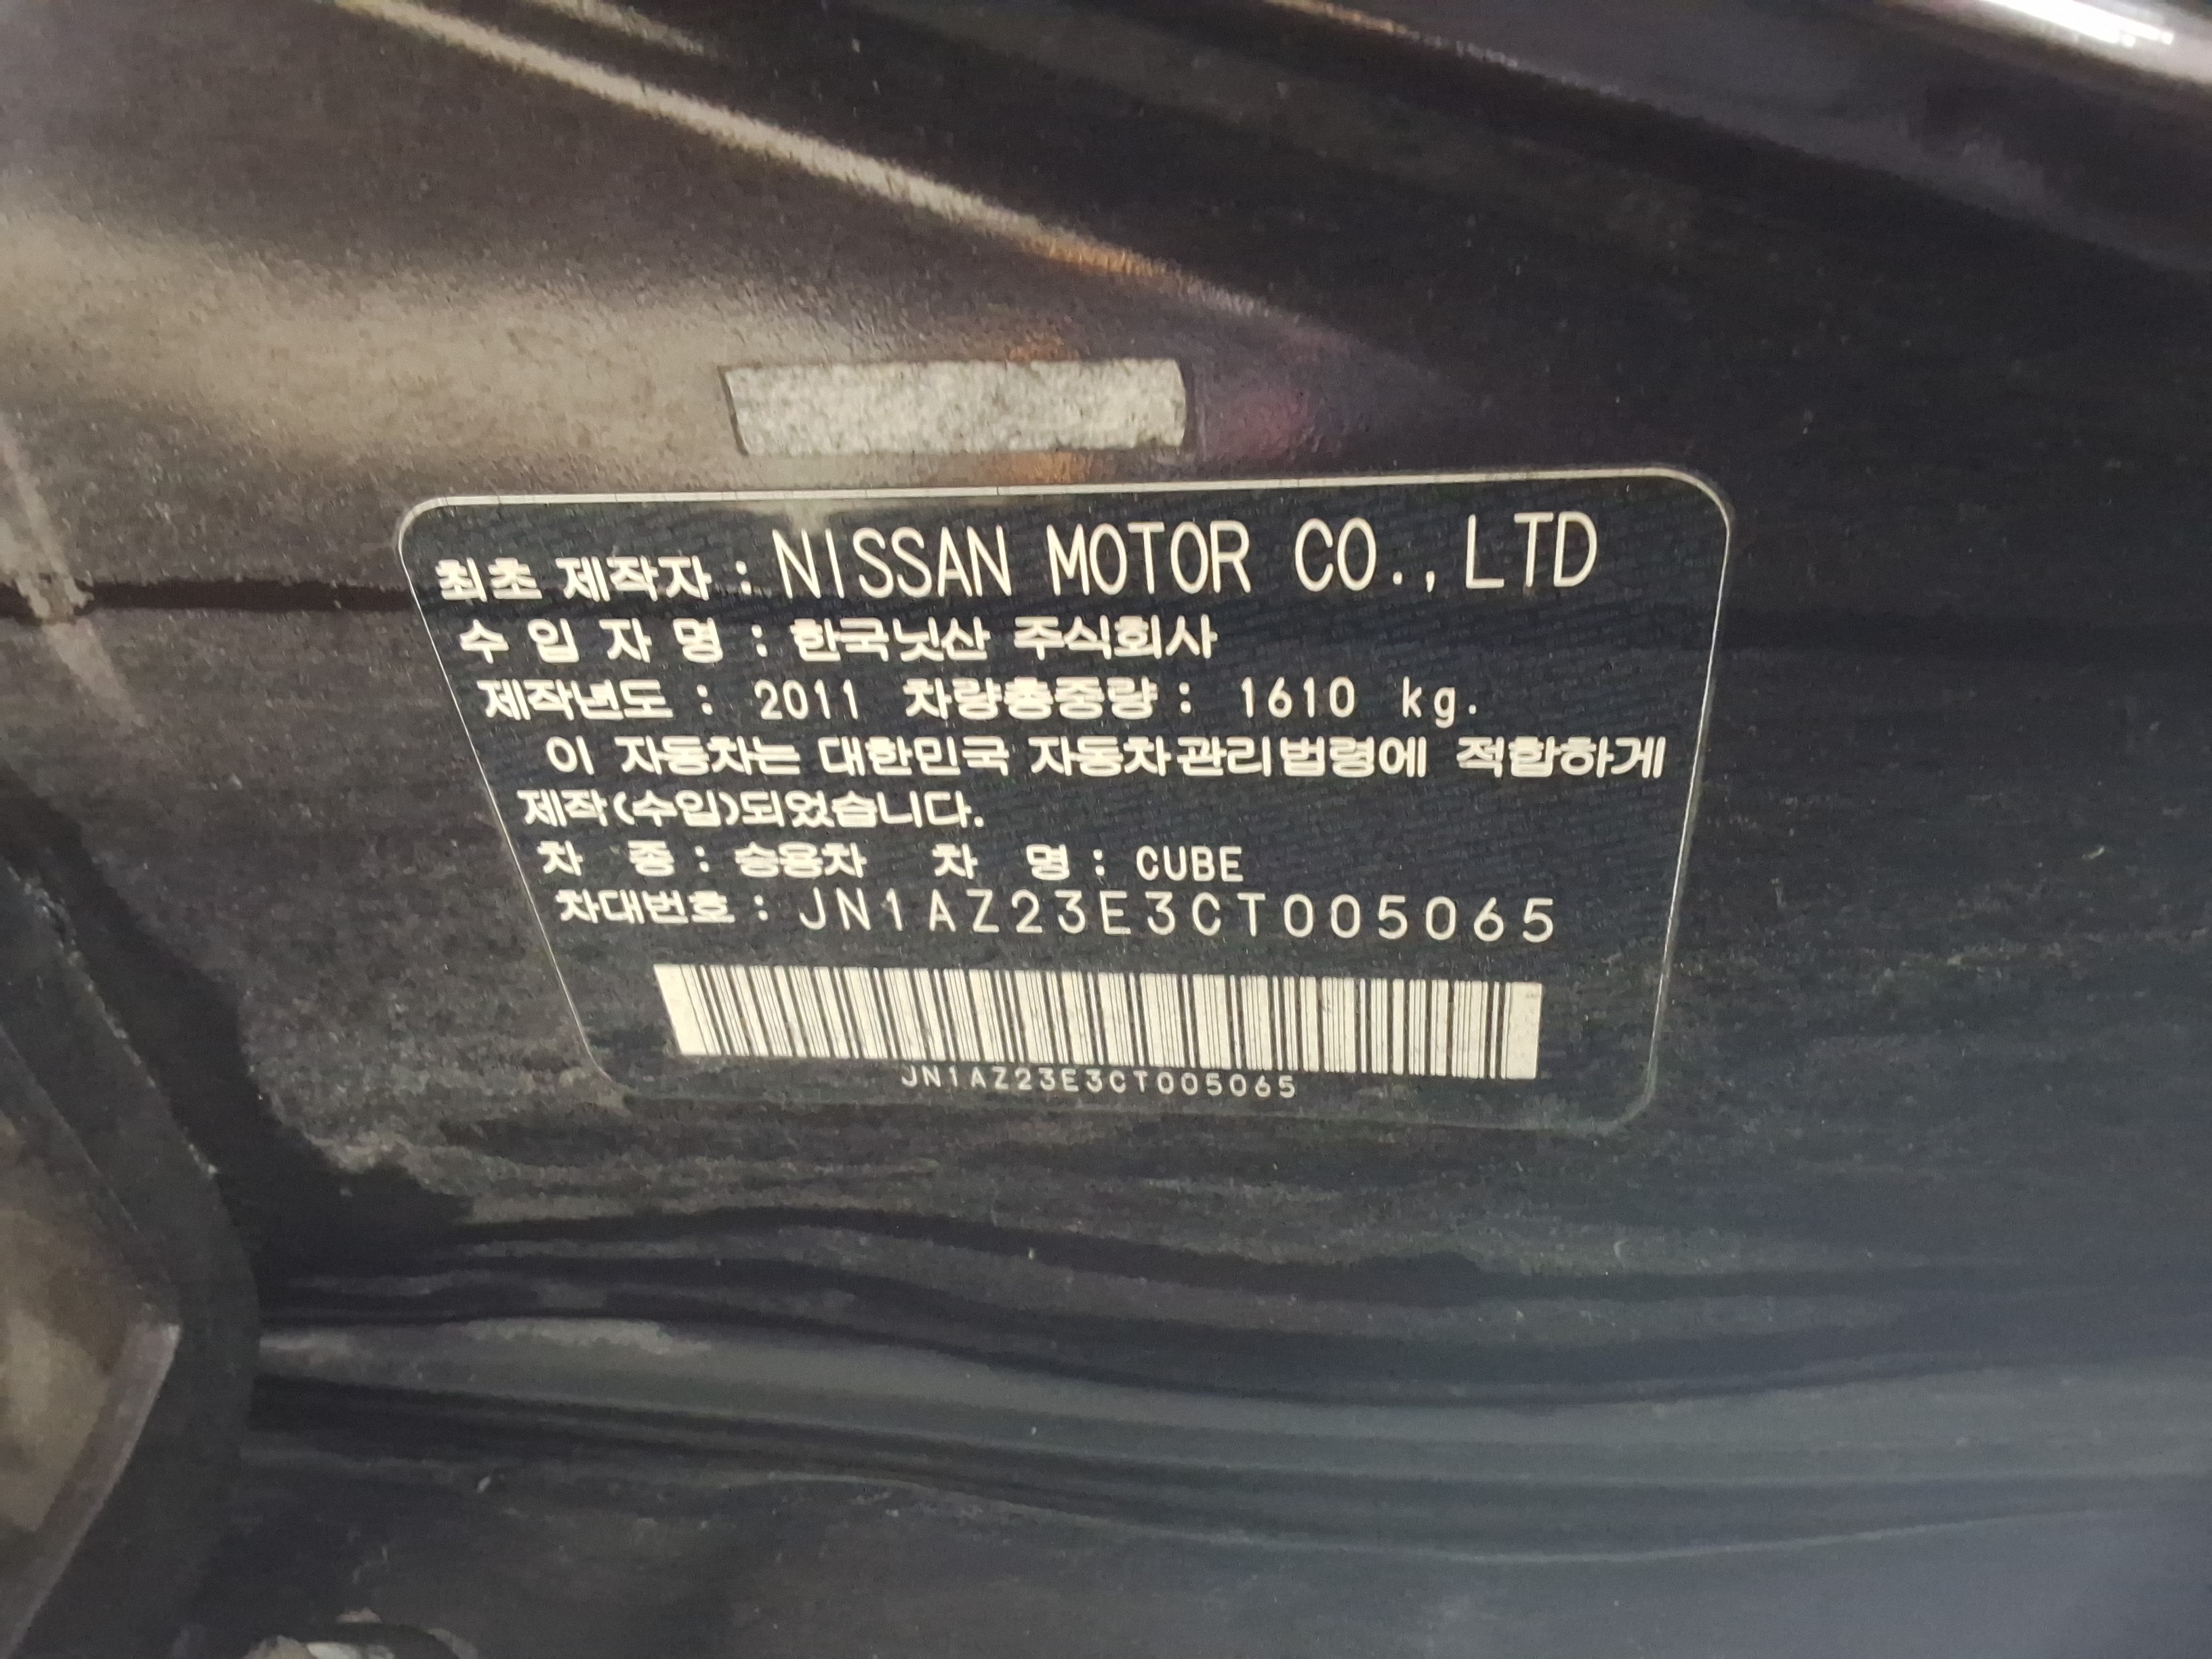 최초 제작자 : NISSAN MOTOR CO., LTD
수 입 자 명 : 한국닛산 주식회사
제작년도 : 2011 차량총중량 : 1610 kg.
이 자동차는 대한민국 자동차관리법령에 적합하게
제작(수입)되었습니다.
차 종 : 승용차 차 명 : CUBE
차대번호 : JN1AZ23E3CT005065
JN1AZ23E3CT005065